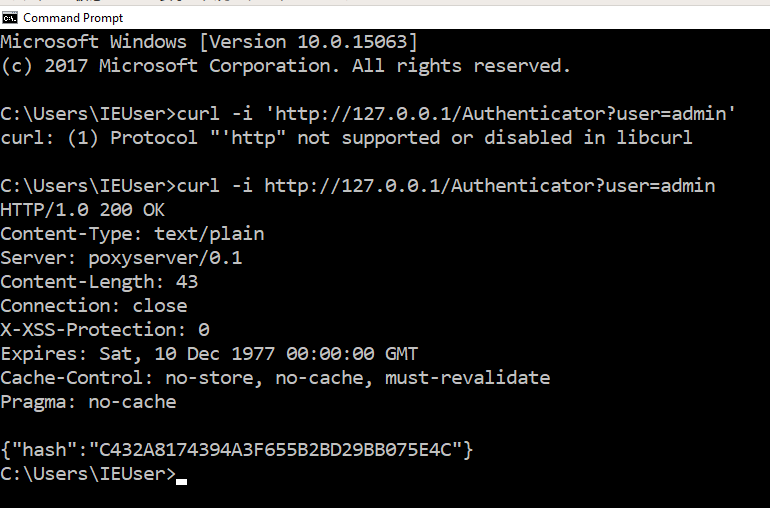 Command Prompt
Microsoft Windows [Version 10.0.15063]
(c) 2017 Microsoft Corporation. All rights reserved.
C:\Users\IEUser>curl -i 'http://127.0.0.1/Authenticator?user=admin'
curl: (1) Protocol "'http" not supported or disabled in libcurl
C:\Users\IEUser>curl -i http://127.0.0.1/Authenticator?user=admin
HTTP/1.0 200 OK
Content-Type: text/plain
Server: poxyserver/0.1
Content-Length: 43
Connection: close
X-XSS-Protection: 0
Expires: Sat, 10 Dec 1977 00:00:00 GMT
Cache-Control: no-store, no-cache, must-revalidate
Pragma: no-cache
{"hash":"C432A8174394A3F655B2BD29BB075E4C"}
C:\Users\IEUser>